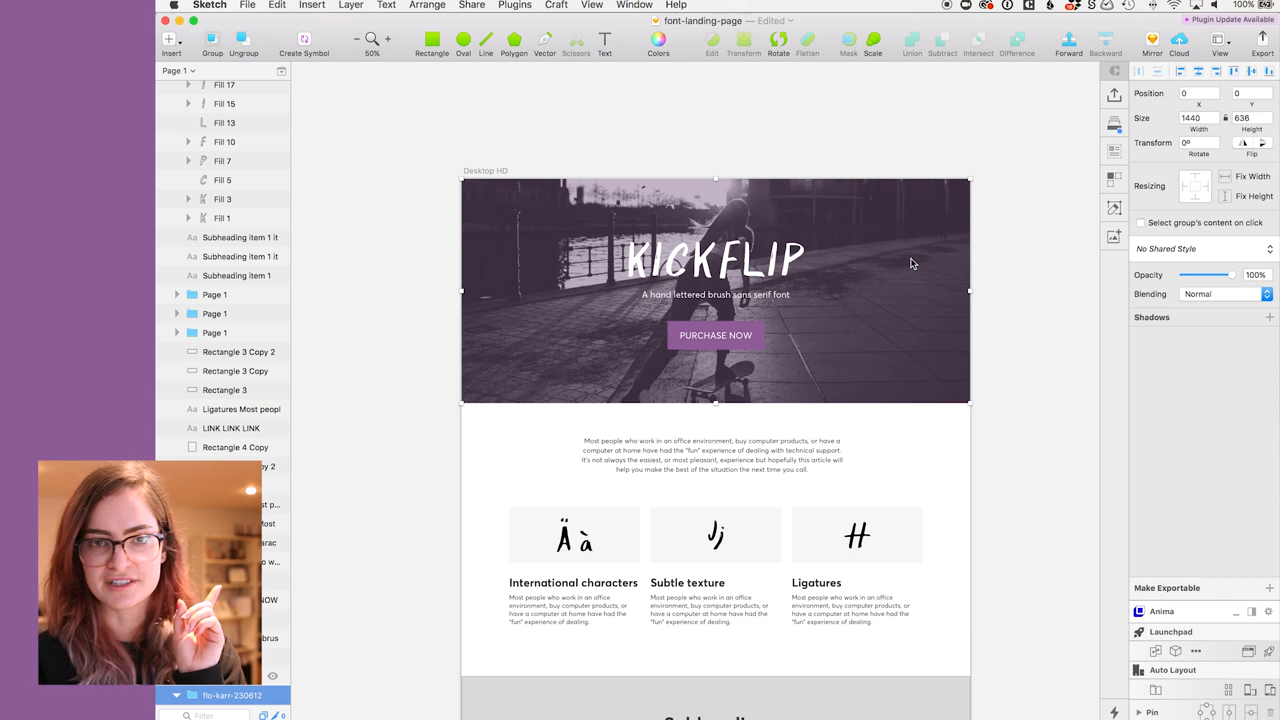 Sketch File Edit Insert Layer Text Arrange Share Plugins Craft View Window Help
100%
font-landing-page — Edited
Plugin Update Available
Insert Group Ungroup Create Symbol 50% Rectangle Oval Line Polygon Vector Scissors Text Colors Edit Transform Rotate Flatten Mask Scale Union Subtract Intersect Difference Forward Backward Mirror Cloud View Export
Page 1
Fill 17
Fill 15
Fill 13
Fill 10
Fill 7
Fill 5
Fill 3
Fill 1
Aa Subheading item 1 it
Aa Subheading item 1 it
Aa Subheading item 1
Page 1
Page 1
Page 1
Rectangle 3 Copy 2
Rectangle 3 Copy
Rectangle 3
Aa Ligatures Most peopl
Aa LINK LINK LINK
Rectangle 4 Copy
py 2
st p...
Most
arac
o w...
NOW
brus
flo-karr-230612
Filter
0
Desktop HD
KICKFLIP
A hand lettered brush sans serif font
PURCHASE NOW
Most people who work in an office environment, buy computer products, or have a
computer at home have had the "fun" experience of dealing with technical support.
It's not always the easiest, or most pleasant, experience but hopefully this article will
help you make the best of the situation the next time you call.
Ä à
Jj
H
International characters
Most people who work in an office
environment, buy computer products, or
have a computer at home have had the
"fun" experience of dealing.
Subtle texture
Most people who work in an office
environment, buy computer products, or
have a computer at home have had the
"fun" experience of dealing.
Ligatures
Most people who work in an office
environment, buy computer products, or
have a computer at home have had the
"fun" experience of dealing.
Position 0 0
X Y
Size 1440 636
Width Height
Transform 0º
Rotate Flip
Resizing Fix Width
Fix Height
Select group's content on click
No Shared Style
Opacity 100%
Blending Normal
Shadows
Make Exportable
Anima
Launchpad
Auto Layout
Pin